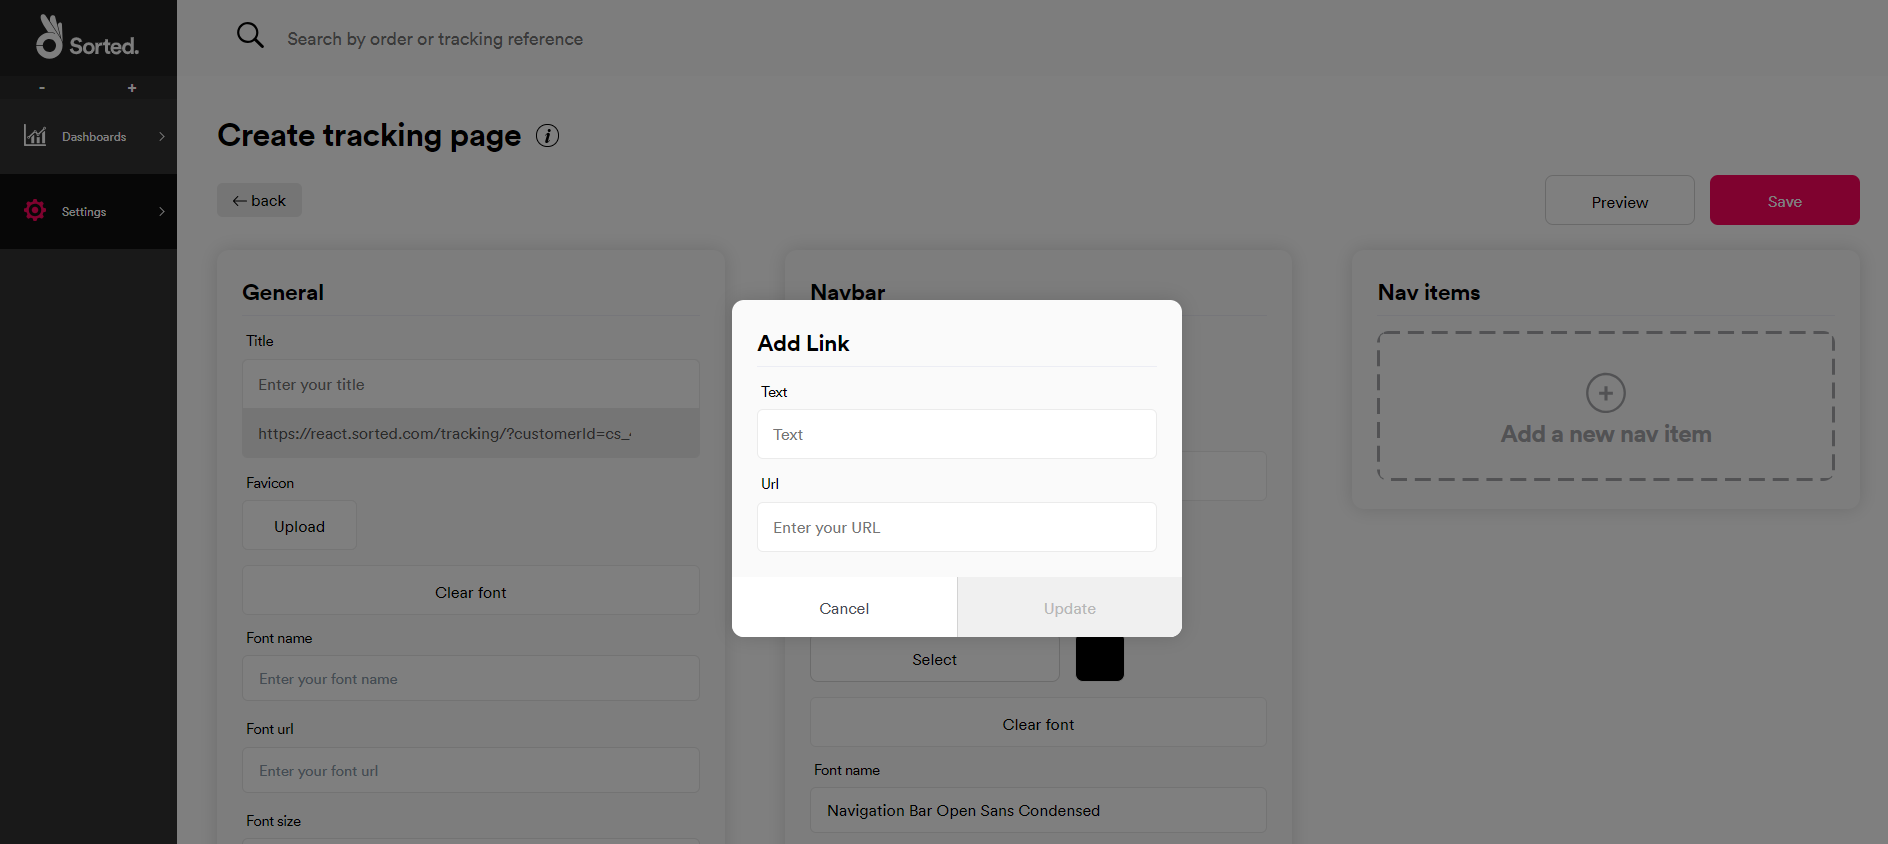 Sorted.
Search by order or tracking reference
- +
Dashboards
Settings
Create tracking page i
← back
Preview
Save
General
Title
Enter your title
https://react.sorted.com/tracking/?customerId=cs_
Favicon
Upload
Clear font
Font name
Enter your font name
Font url
Enter your font url
Font size
Navbar
Add Link
Text
Text
Url
Enter your URL
Cancel
Update
Select
Clear font
Font name
Navigation Bar Open Sans Condensed
Nav items
+
Add a new nav item